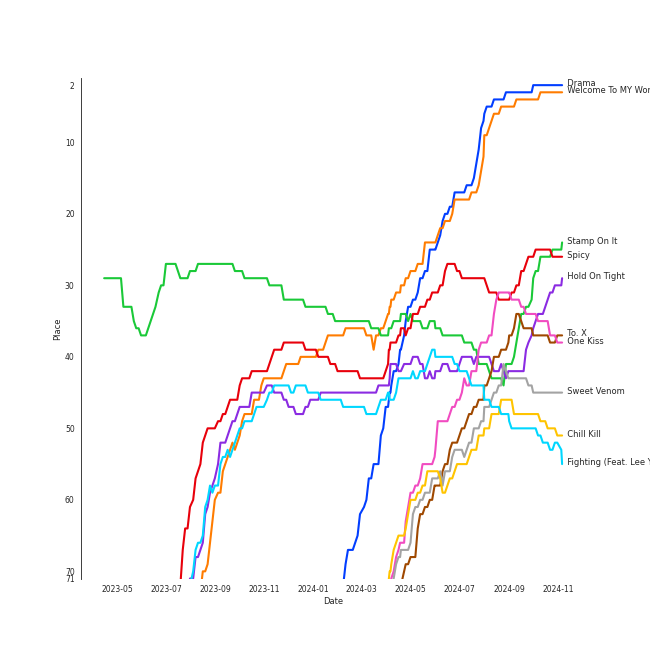 2
Drama
Welcome To MY Wor
10
20
Stamp On It
Spicy
30
Hold On Tight
Place
To. X
One Kiss
40
Sweet Venom
50
Chill Kill
Fighting (Feat. Lee Y
60
70
71
2023-05
2023-07
2023-09
2023-11
2024-01
2024-03
2024-05
2024-07
2024-09
2024-11
Date